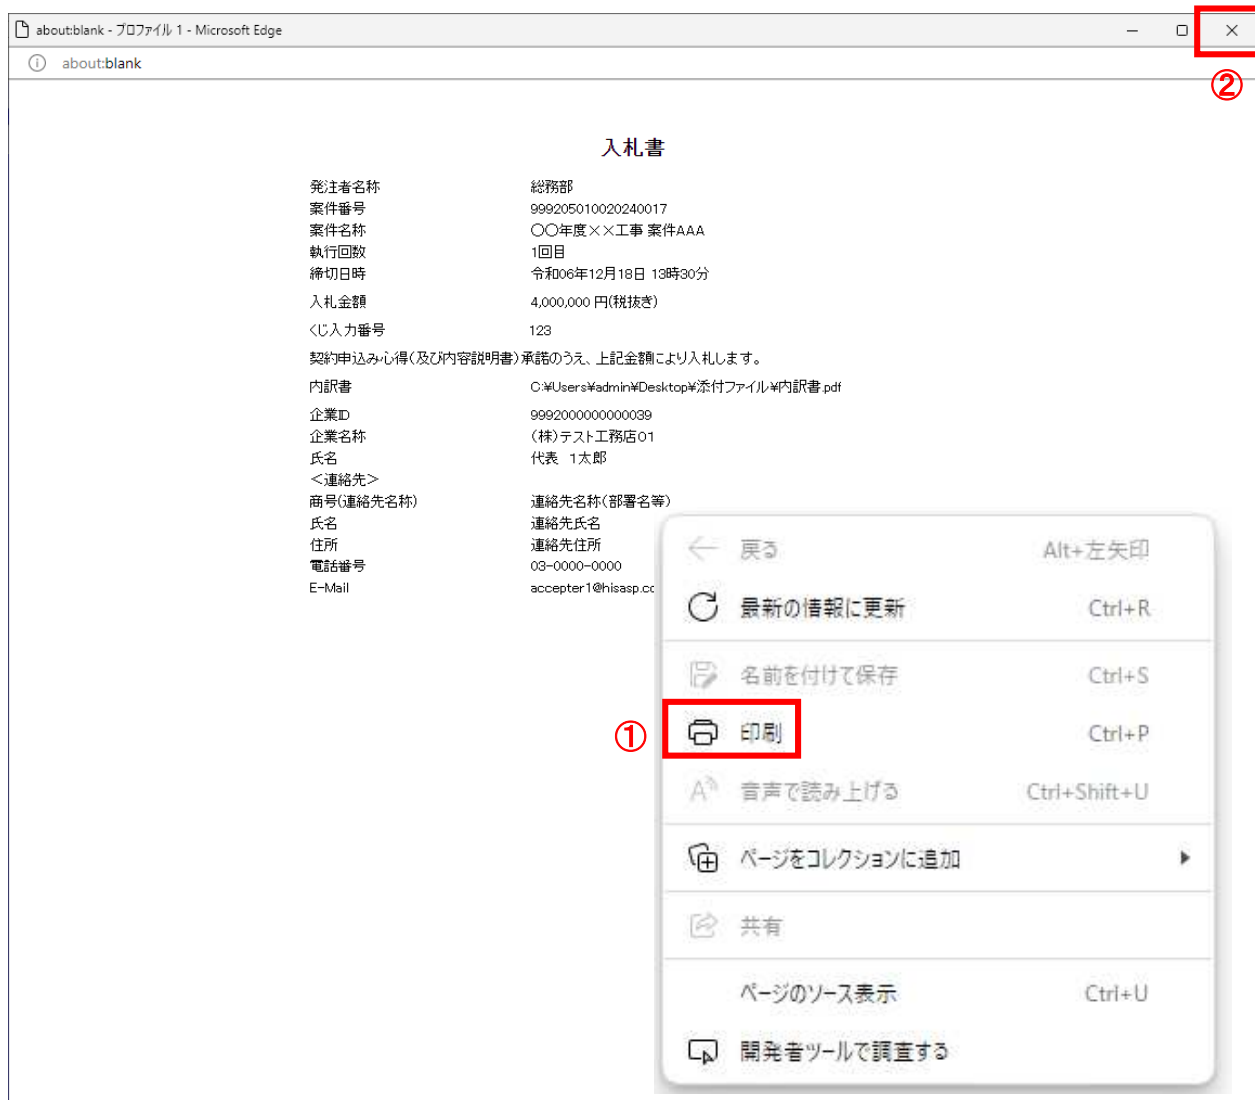 about:blank - プロファイル 1 - Microsoft Edge
about:blank
②
入札書
発注者名称 総務部
案件番号 999205010020240017
案件名称 〇〇年度××工事 案件AAA
執行回数 1回目
締切日時 令和06年12月18日 13時30分
入札金額 4,000,000 円(税抜き)
くじ入力番号 123
契約申込み心得(及び内容説明書)承諾のうえ、上記金額により入札します。
内訳書 C:¥Users¥admin¥Desktop¥添付ファイル¥内訳書.pdf
企業ID 9992000000000039
企業名称 (株)テスト工務店01
氏名 代表 1太郎
<連絡先>
商号(連絡先名称) 連絡先名称(部署名等)
氏名 連絡先氏名
住所 連絡先住所
電話番号 03-0000-0000
E-Mail accepter1@hisasp.co
戻る Alt+左矢印
最新の情報に更新 Ctrl+R
名前を付けて保存 Ctrl+S
① 印刷 Ctrl+P
音声で読み上げる Ctrl+Shift+U
ページをコレクションに追加
共有
ページのソース表示 Ctrl+U
開発者ツールで調査する